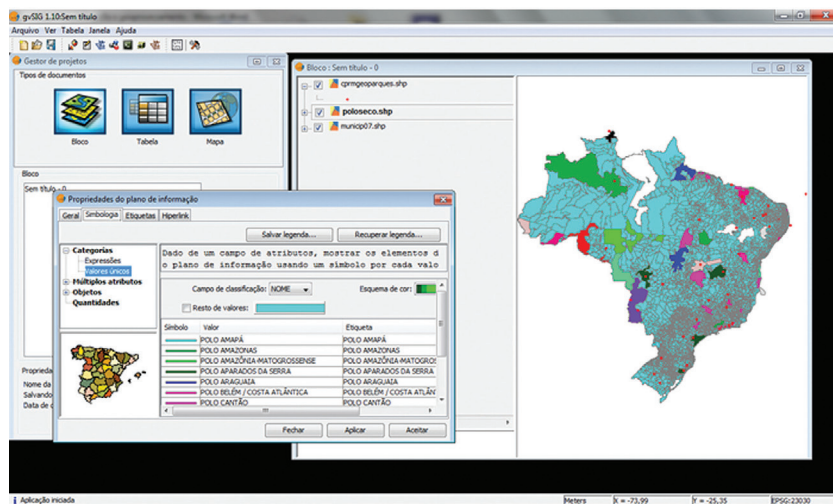 gvSIG 1.10:Sem título
Arquivo Ver Tabela Janela Ajuda
Gestor de projetos
Tipos de documentos
Bloco
Tabela
Mapa
Bloco
Sem título - 0
Bloco : Sem título - 0
cprmgeoparques.shp
poloseco.shp
municip07.shp
Propriedades do plano de informação
Geral Simbologia Etiquetas Hiperlink
Salvar legenda...
Recuperar legenda...
Categorias
Expressões
Valores únicos
Múltiplos atributos
Objetos
Quantidades
Dado de um campo de atributos, mostrar os elementos d
o plano de informação usando um símbolo por cada valo
Campo de classificação: NOME
Esquema de cor:
Resto de valores:
Símbolo Valor Etiqueta
POLO AMAPÁ POLO AMAPÁ
POLO AMAZONAS POLO AMAZONAS
POLO AMAZÔNIA-MATOGROSSENSE POLO AMAZÔNIA-MATOGROS
POLO APARADOS DA SERRA POLO APARADOS DA SERRA
POLO ARAGUAIA POLO ARAGUAIA
POLO BELÉM / COSTA ATLÂNTICA POLO BELÉM / COSTA ATLÂN
POLO CANTÃO POLO CANTÃO
Fechar
Aplicar
Aceitar
Proprieda
Nome da
Salvando
Data de c
Aplicação iniciada
Meters
X = -73,99
Y = -25,35
EPSG:23030